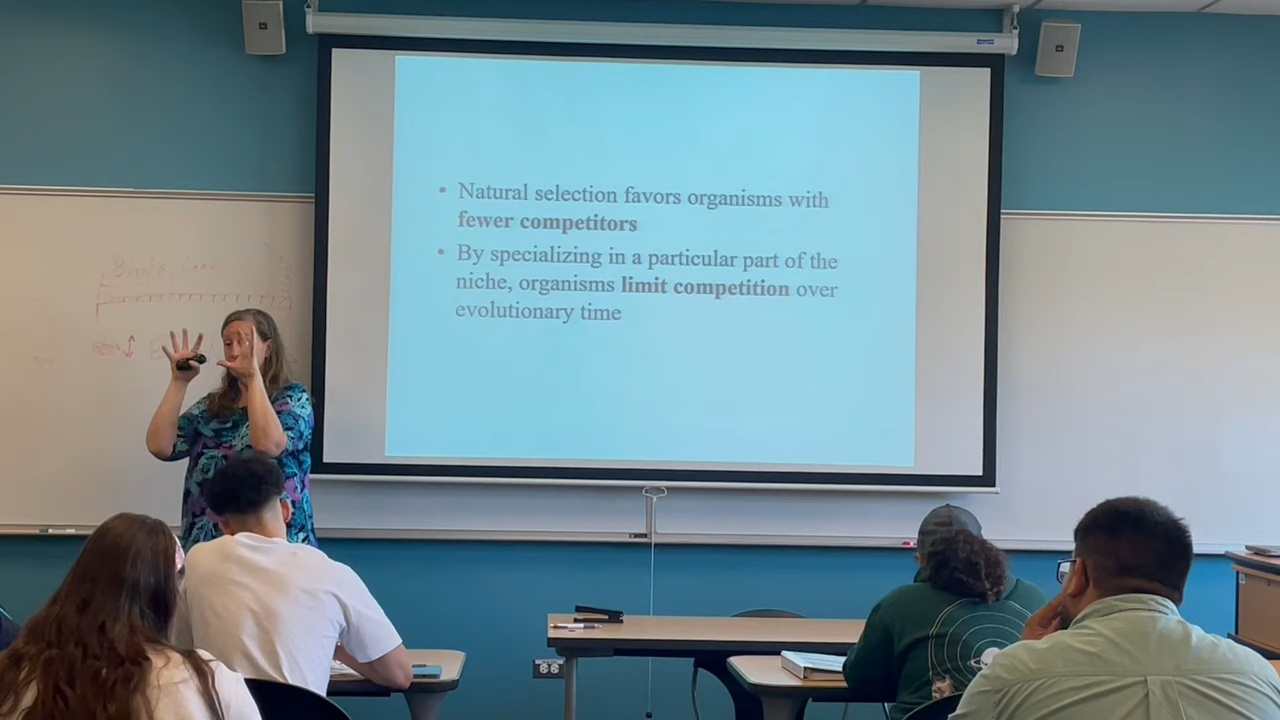 • Natural selection favors organisms with
fewer competitors
• By specializing in a particular part of the
niche, organisms limit competition over
evolutionary time